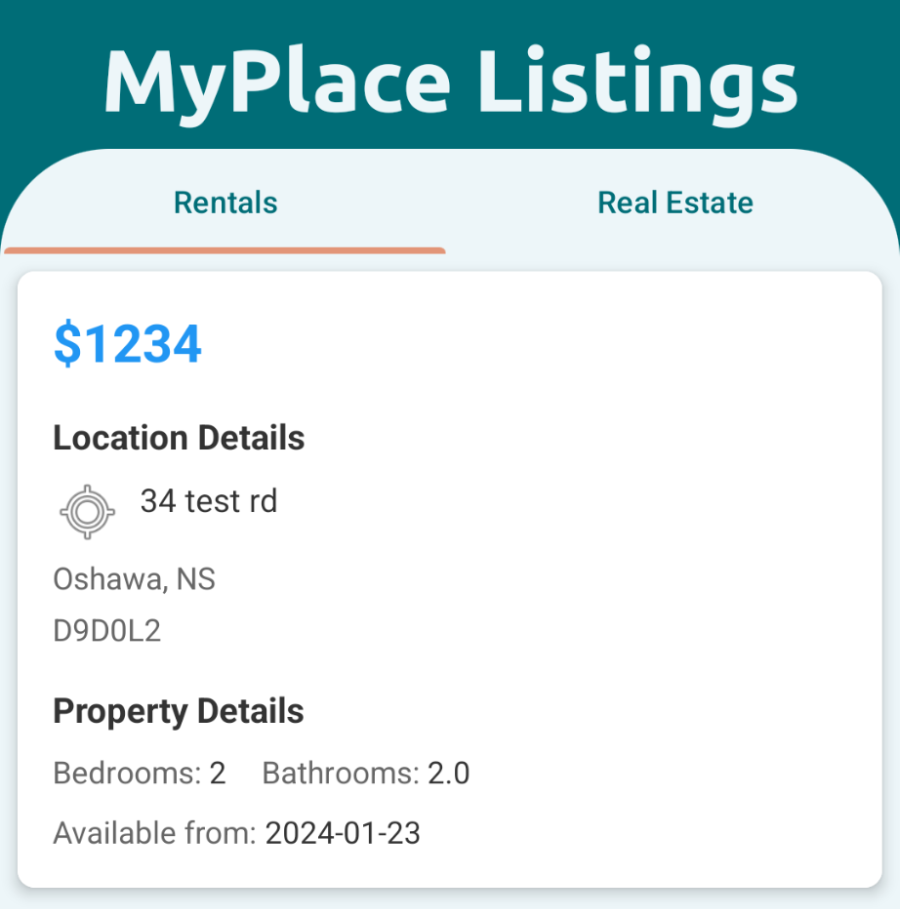 MyPlace Listings
Rentals Real Estate
$1234
Location Details
34 test rd
Oshawa, NS
D9D0L2
Property Details
Bedrooms: 2 Bathrooms: 2.0
Available from: 2024-01-23